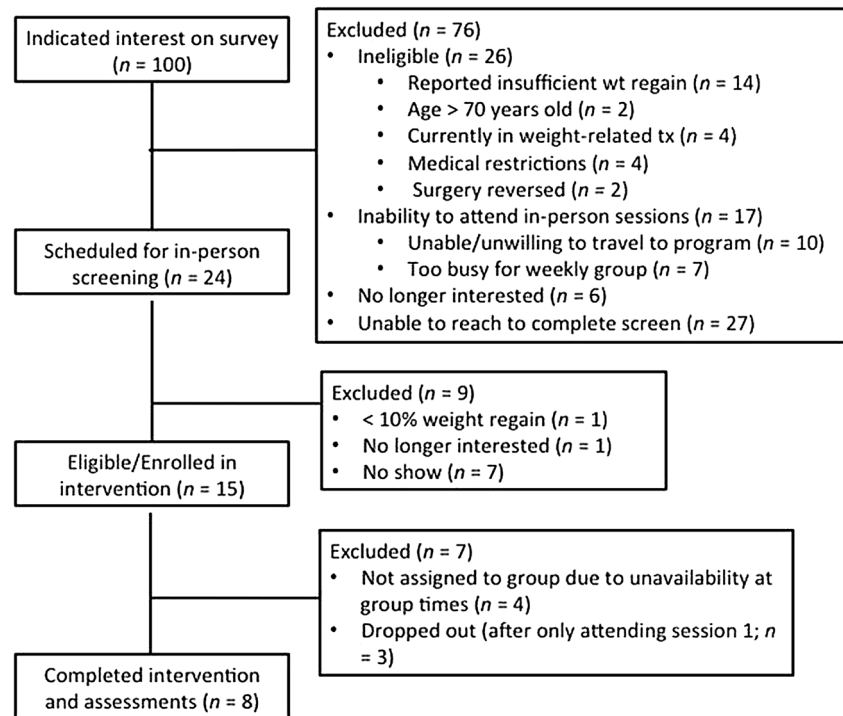 Indicated interest on survey
(n = 100)
Excluded (n = 76)
• Ineligible (n = 26)
• Reported insufficient wt regain (n = 14)
• Age > 70 years old (n = 2)
• Currently in weight-related tx (n = 4)
• Medical restrictions (n = 4)
• Surgery reversed (n = 2)
• Inability to attend in-person sessions (n = 17)
• Unable/unwilling to travel to program (n = 10)
• Too busy for weekly group (n = 7)
• No longer interested (n = 6)
• Unable to reach to complete screen (n = 27)
Scheduled for in-person
screening (n = 24)
Excluded (n = 9)
• < 10% weight regain (n = 1)
• No longer interested (n = 1)
• No show (n = 7)
Eligible/Enrolled in
intervention (n = 15)
Excluded (n = 7)
• Not assigned to group due to unavailability at
group times (n = 4)
• Dropped out (after only attending session 1; n
= 3)
Completed intervention
and assessments (n = 8)